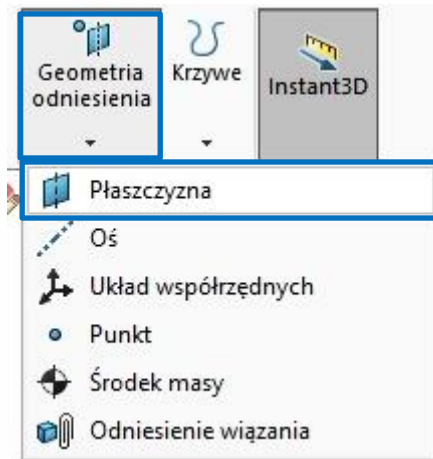 Geometria
odniesienia
Krzywe
Instant3D
Płaszczyzna
Oś
Układ współrzędnych
Punkt
Środek masy
Odniesienie wiązania